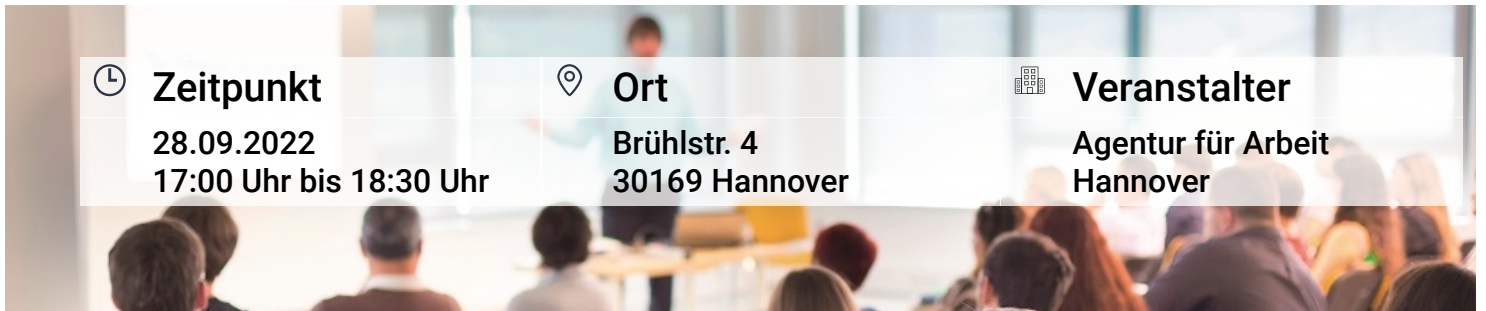 Zeitpunkt
28.09.2022
17:00 Uhr bis 18:30 Uhr
Ort
Brühlstr. 4
30169 Hannover
Veranstalter
Agentur für Arbeit
Hannover